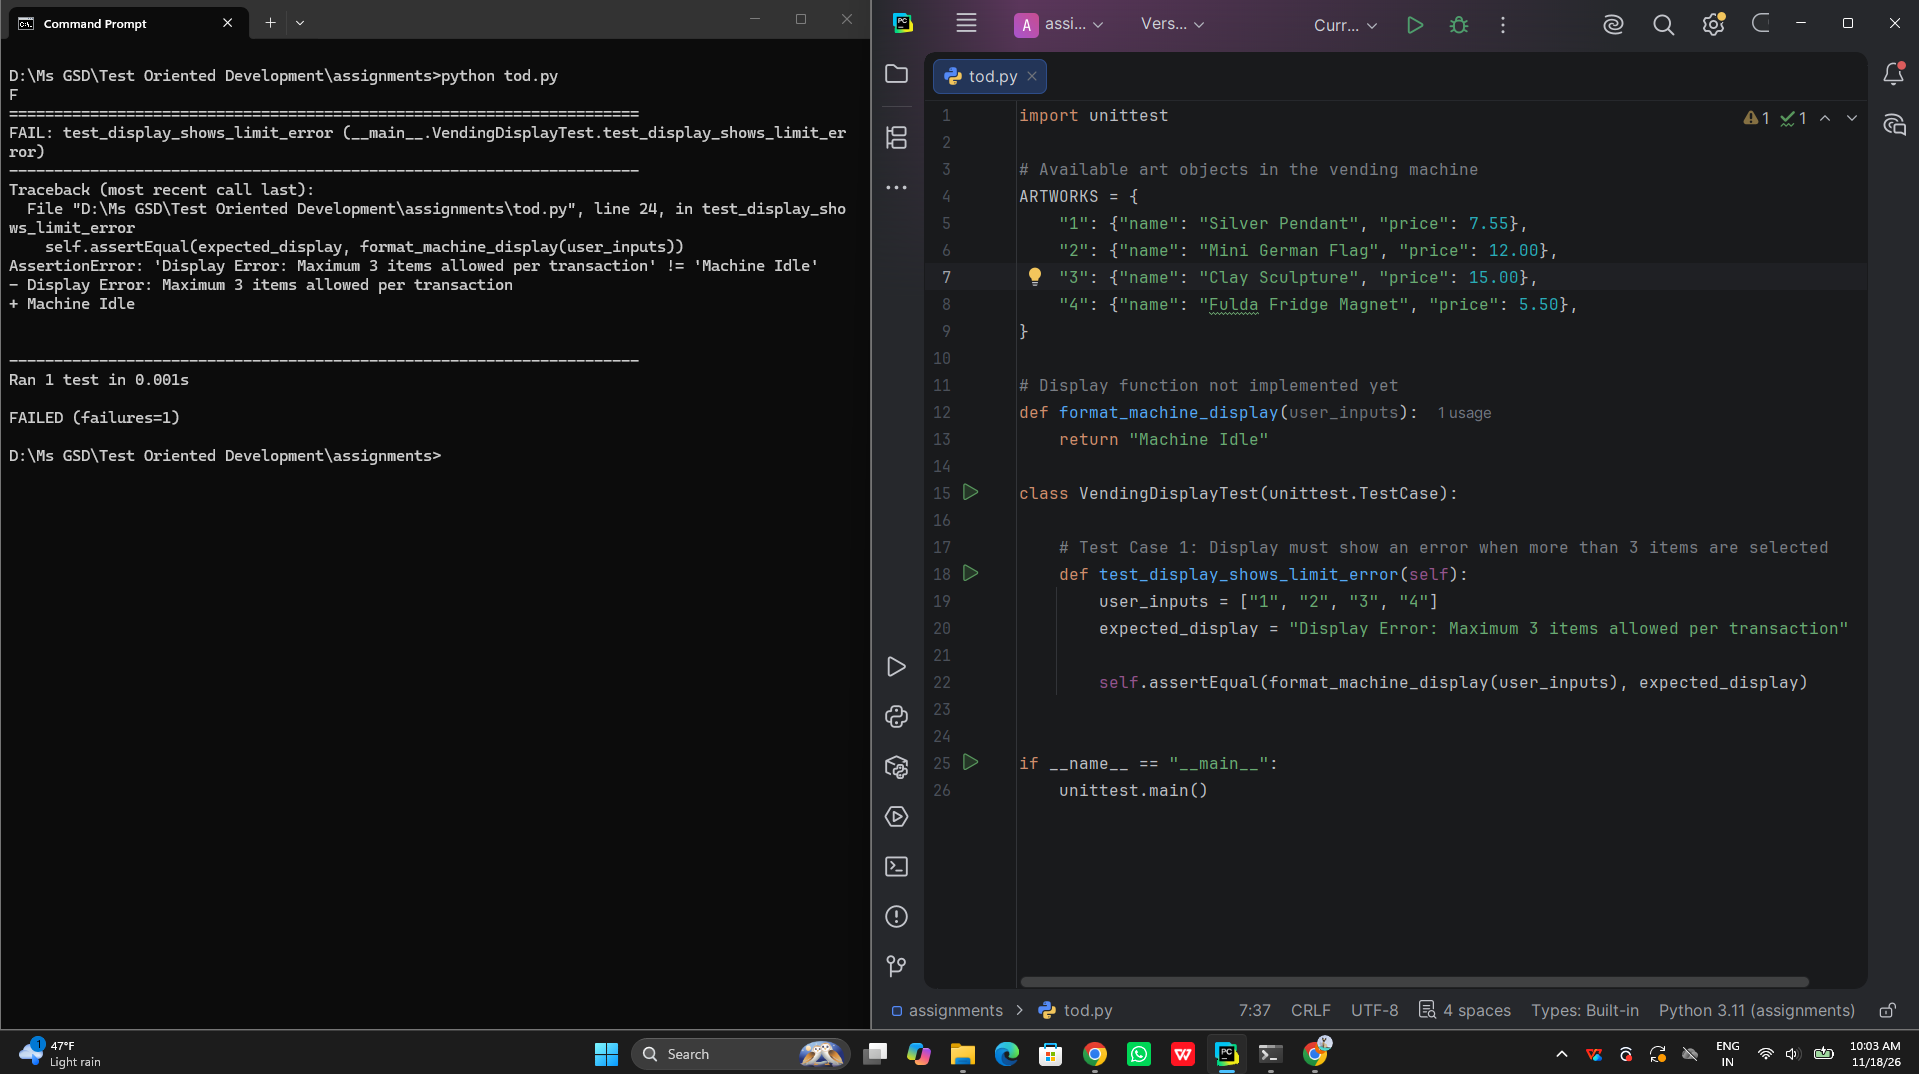 Command Prompt
D:\Ms GSD\Test Oriented Development\assignments>python tod.py
F
======================================================================
FAIL: test_display_shows_limit_error (__main__.VendingDisplayTest.test_display_shows_limit_er
ror)
----------------------------------------------------------------------
Traceback (most recent call last):
  File "D:\Ms GSD\Test Oriented Development\assignments\tod.py", line 24, in test_display_sho
ws_limit_error
    self.assertEqual(expected_display, format_machine_display(user_inputs))
AssertionError: 'Display Error: Maximum 3 items allowed per transaction' != 'Machine Idle'
- Display Error: Maximum 3 items allowed per transaction
+ Machine Idle
----------------------------------------------------------------------
Ran 1 test in 0.001s
FAILED (failures=1)
D:\Ms GSD\Test Oriented Development\assignments>
PC
A assi...
Vers...
Curr...
tod.py
1 import unittest
2
3 # Available art objects in the vending machine
4 ARTWORKS = {
5     "1": {"name": "Silver Pendant", "price": 7.55},
6     "2": {"name": "Mini German Flag", "price": 12.00},
7     "3": {"name": "Clay Sculpture", "price": 15.00},
8     "4": {"name": "Fulda Fridge Magnet", "price": 5.50},
9 }
10
11 # Display function not implemented yet
12 def format_machine_display(user_inputs): 1 usage
13     return "Machine Idle"
14
15 class VendingDisplayTest(unittest.TestCase):
16
17     # Test Case 1: Display must show an error when more than 3 items are selected
18     def test_display_shows_limit_error(self):
19         user_inputs = ["1", "2", "3", "4"]
20         expected_display = "Display Error: Maximum 3 items allowed per transaction"
21
22         self.assertEqual(format_machine_display(user_inputs), expected_display)
23
24
25 if __name__ == "__main__":
26     unittest.main()
1 1
assignments > tod.py 7:37 CRLF UTF-8 4 spaces Types: Built-in Python 3.11 (assignments)
1
47°F
Light rain
Search
PC
ENG
IN
10:03 AM
11/18/26